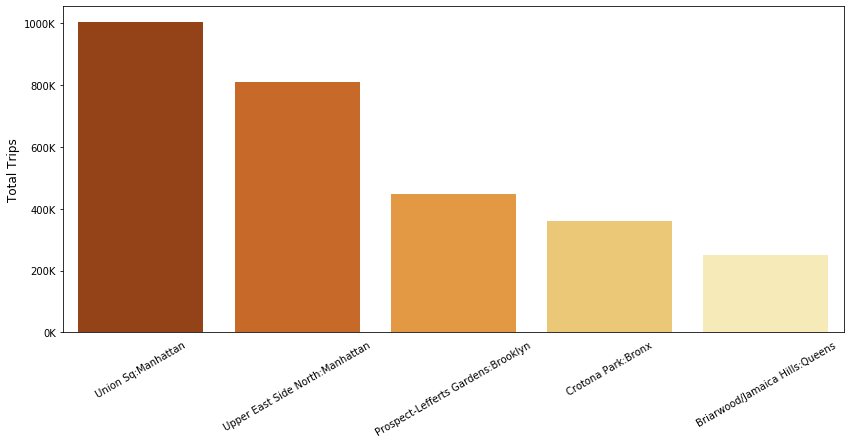 Total Trips
1000K
800K
600K
400K
200K
0K
Union Sq:Manhattan
Upper East Side North:Manhattan
Prospect-Lefferts Gardens:Brooklyn
Crotona Park:Bronx
Briarwood/Jamaica Hills:Queens